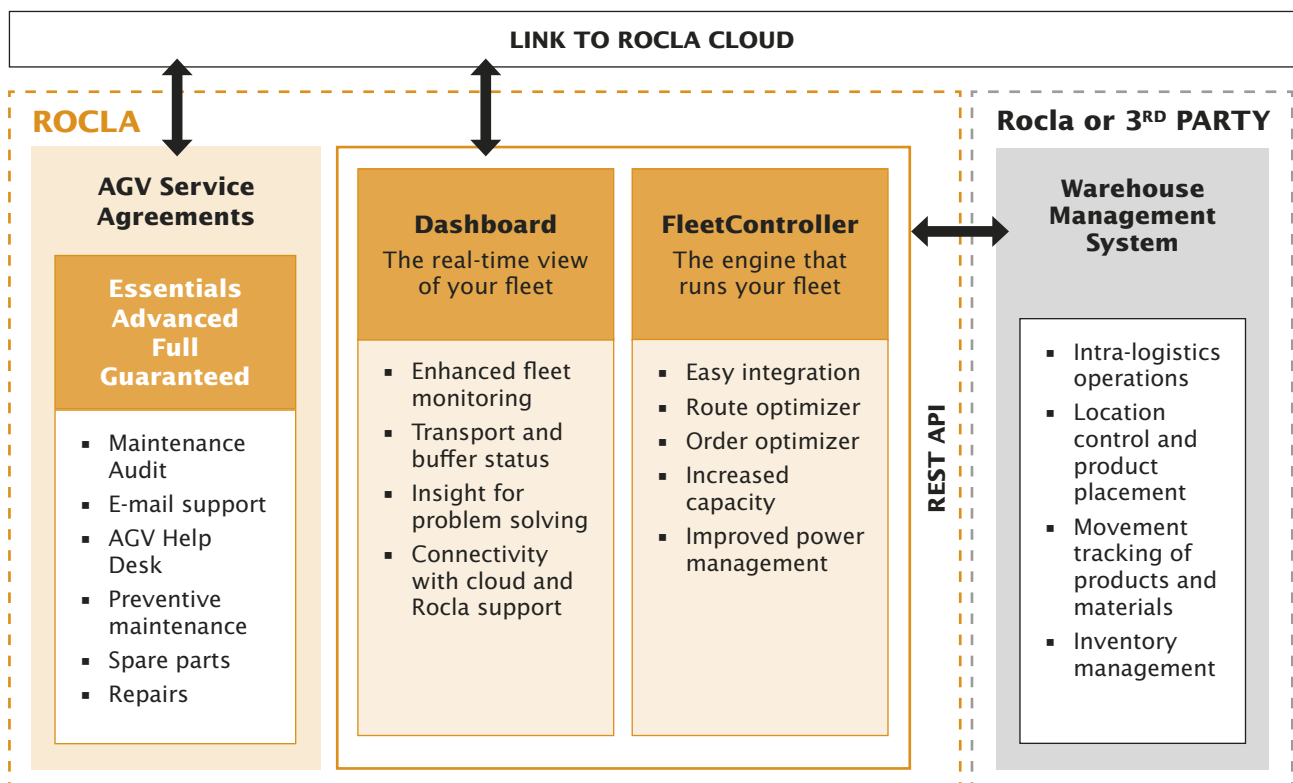 LINK TO ROCLA CLOUD
ROCLA
AGV Service
Agreements
Essentials
Advanced
Full
Guaranteed
▪ Maintenance
Audit
▪ E-mail support
▪ AGV Help
Desk
▪ Preventive
maintenance
▪ Spare parts
▪ Repairs
Dashboard
The real-time view
of your fleet
▪ Enhanced fleet
monitoring
▪ Transport and
buffer status
▪ Insight for
problem solving
▪ Connectivity
with cloud and
Rocla support
FleetController
The engine that
runs your fleet
▪ Easy integration
▪ Route optimizer
▪ Order optimizer
▪ Increased
capacity
▪ Improved power
management
REST API
Rocla or 3RD PARTY
Warehouse
Management
System
▪ Intra-logistics
operations
▪ Location
control and
product
placement
▪ Movement
tracking of
products and
materials
▪ Inventory
management